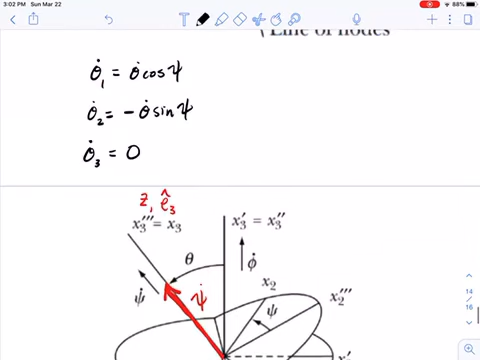 3:02 PM Sun Mar 22
88%
Line of nodes
θ̇₁ = θ̇ cos ψ
θ̇₂ = − θ̇ sin ψ
θ̇₃ = 0
z, ê₃
x₃‴ = x₃
x₃′ = x₃″
θ
ϕ̇
ψ̇
ψ̇
x₂
x₂‴
ψ
14
16